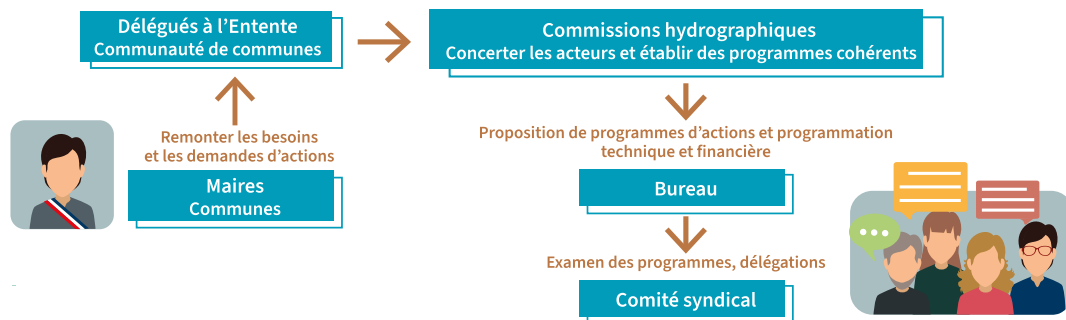 Délégués à l’Entente
Communauté de communes
Commissions hydrographiques
Concerter les acteurs et établir des programmes cohérents
Remonter les besoins
et les demandes d’actions
Maires
Communes
Proposition de programmes d’actions et programmation
technique et financière
Bureau
Examen des programmes, délégations
Comité syndical